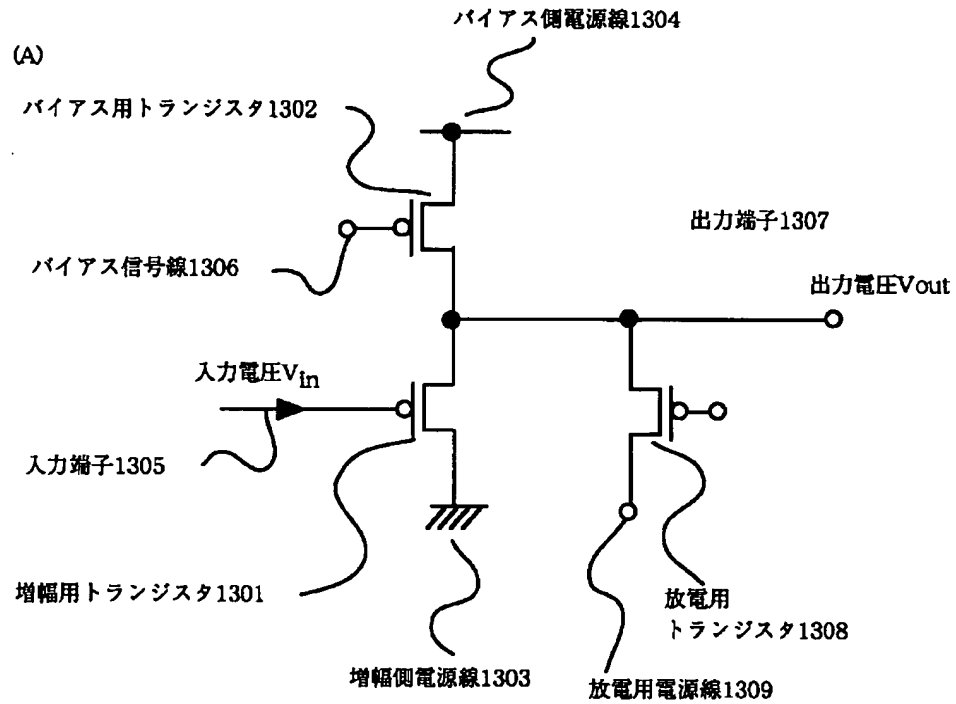 バイアス側電源線1304
(A)
バイアス用トランジスタ1302
出力端子1307
バイアス信号線1306
出力電圧Vout
入力電圧Vin
入力端子1305
増幅用トランジスタ1301
放電用
トランジスタ1308
増幅側電源線1303
放電用電源線1309